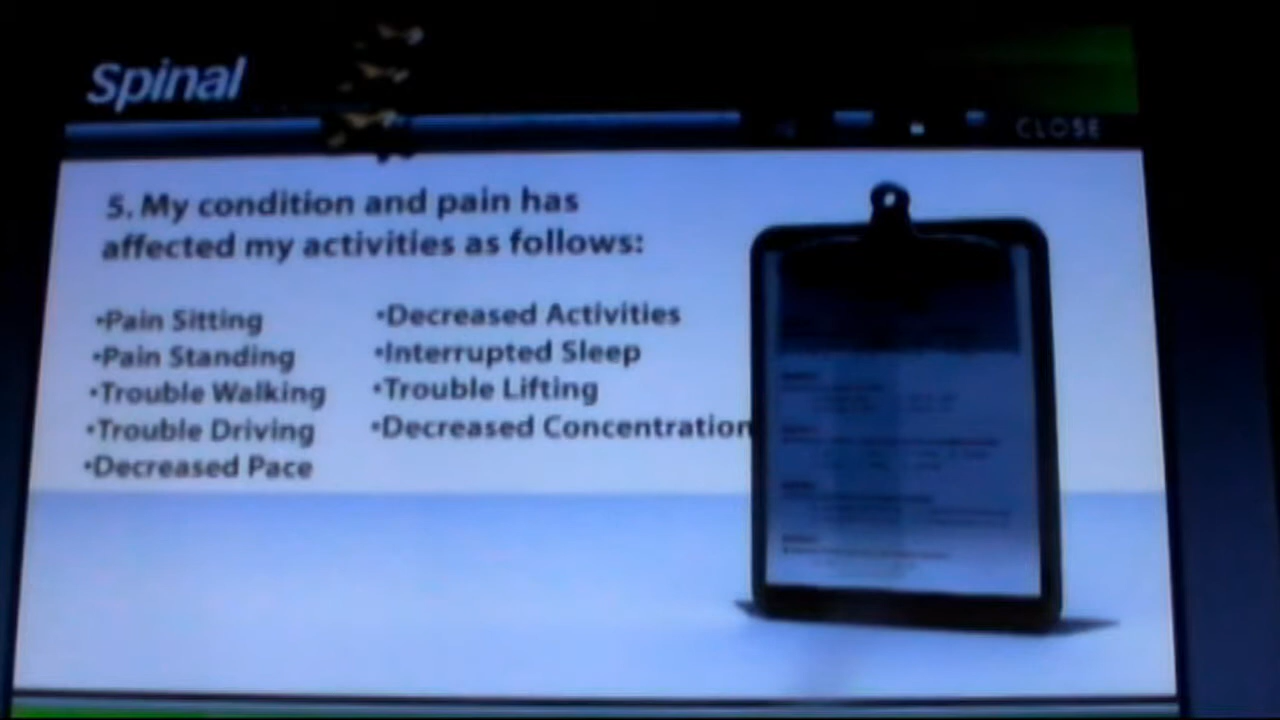 Spinal
CLOSE
5. My condition and pain has
affected my activities as follows:
•Pain Sitting
•Pain Standing
•Trouble Walking
•Trouble Driving
•Decreased Pace
•Decreased Activities
•Interrupted Sleep
•Trouble Lifting
•Decreased Concentration